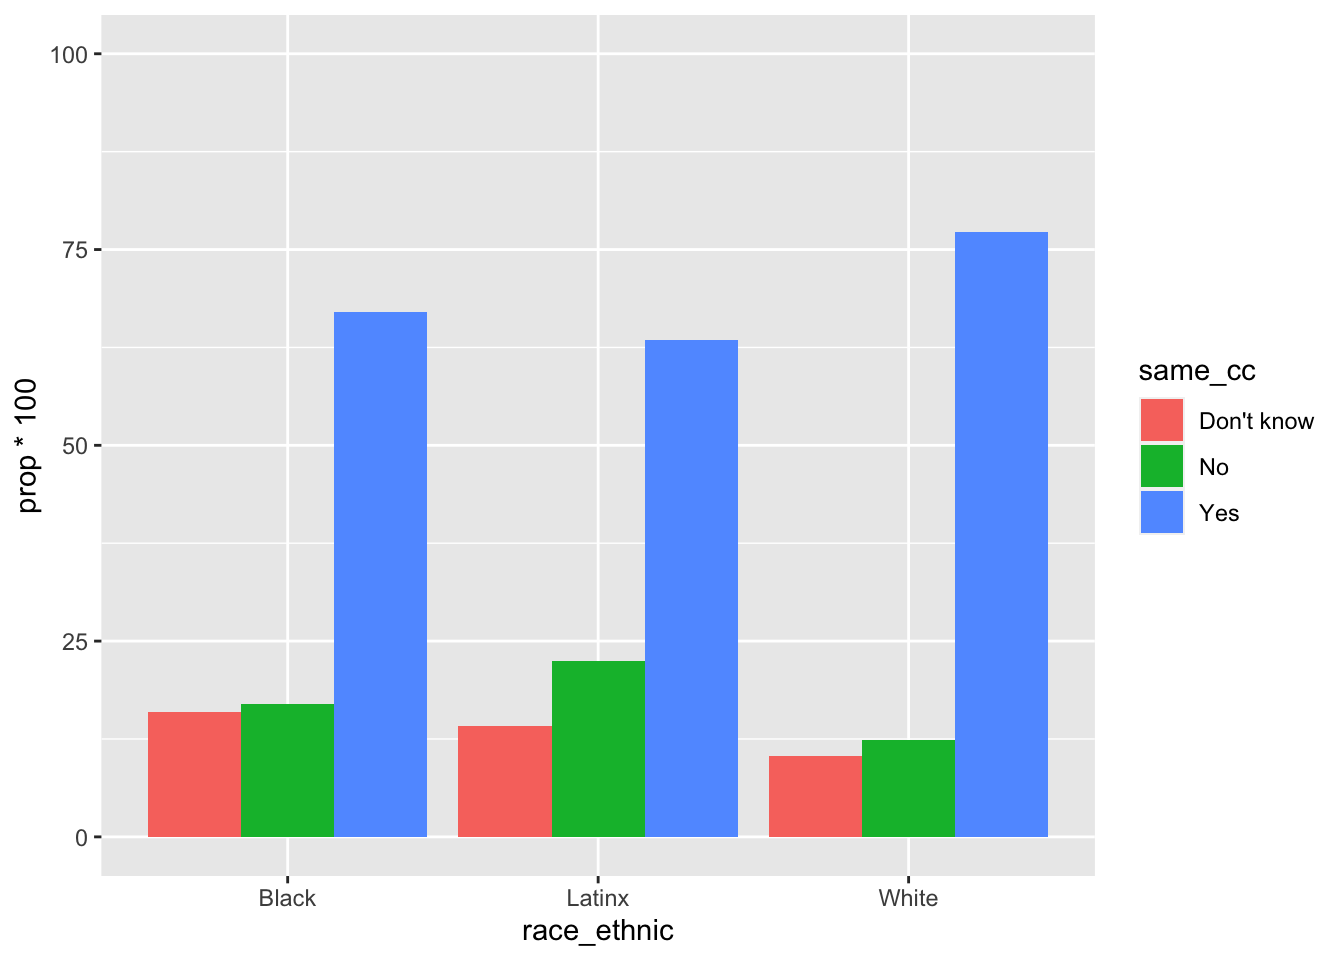 100
75
50
25
0
prop * 100
Black
Latinx
White
race_ethnic
same_cc
Don't know
No
Yes